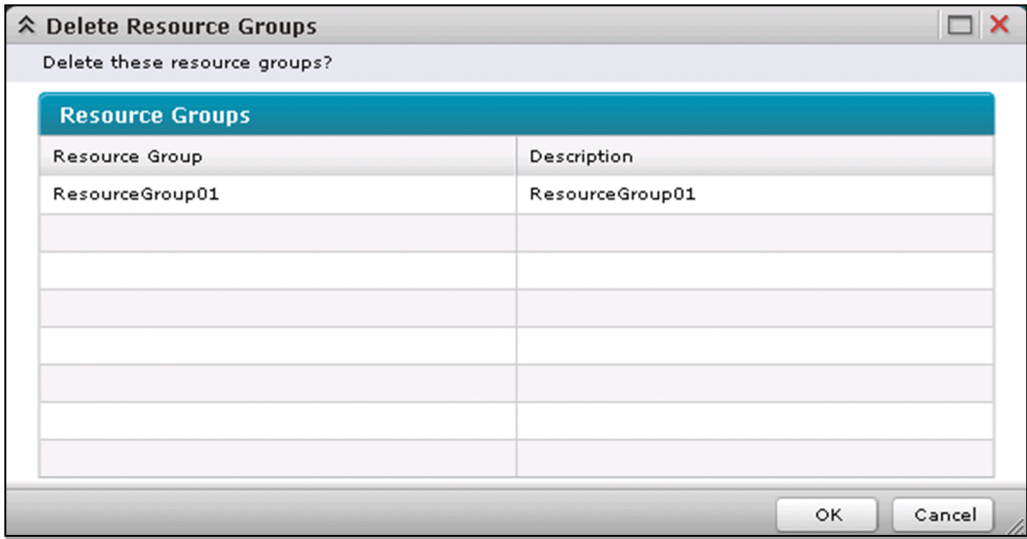 Delete Resource Groups
Delete these resource groups?
Resource Groups
Resource Group Description
ResourceGroup01 ResourceGroup01
OK Cancel